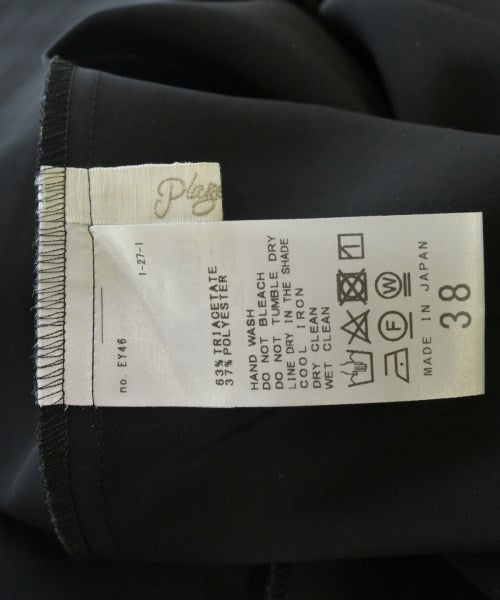 Plage
1-27-1
no. EY46
63% TRIACETATE
37% POLYESTER
HAND WASH
DO NOT BLEACH
DO NOT TUMBLE DRY
LINE DRY IN THE SHADE
COOL IRON
DRY CLEAN
WET CLEAN
F
W
MADE IN JAPAN
38